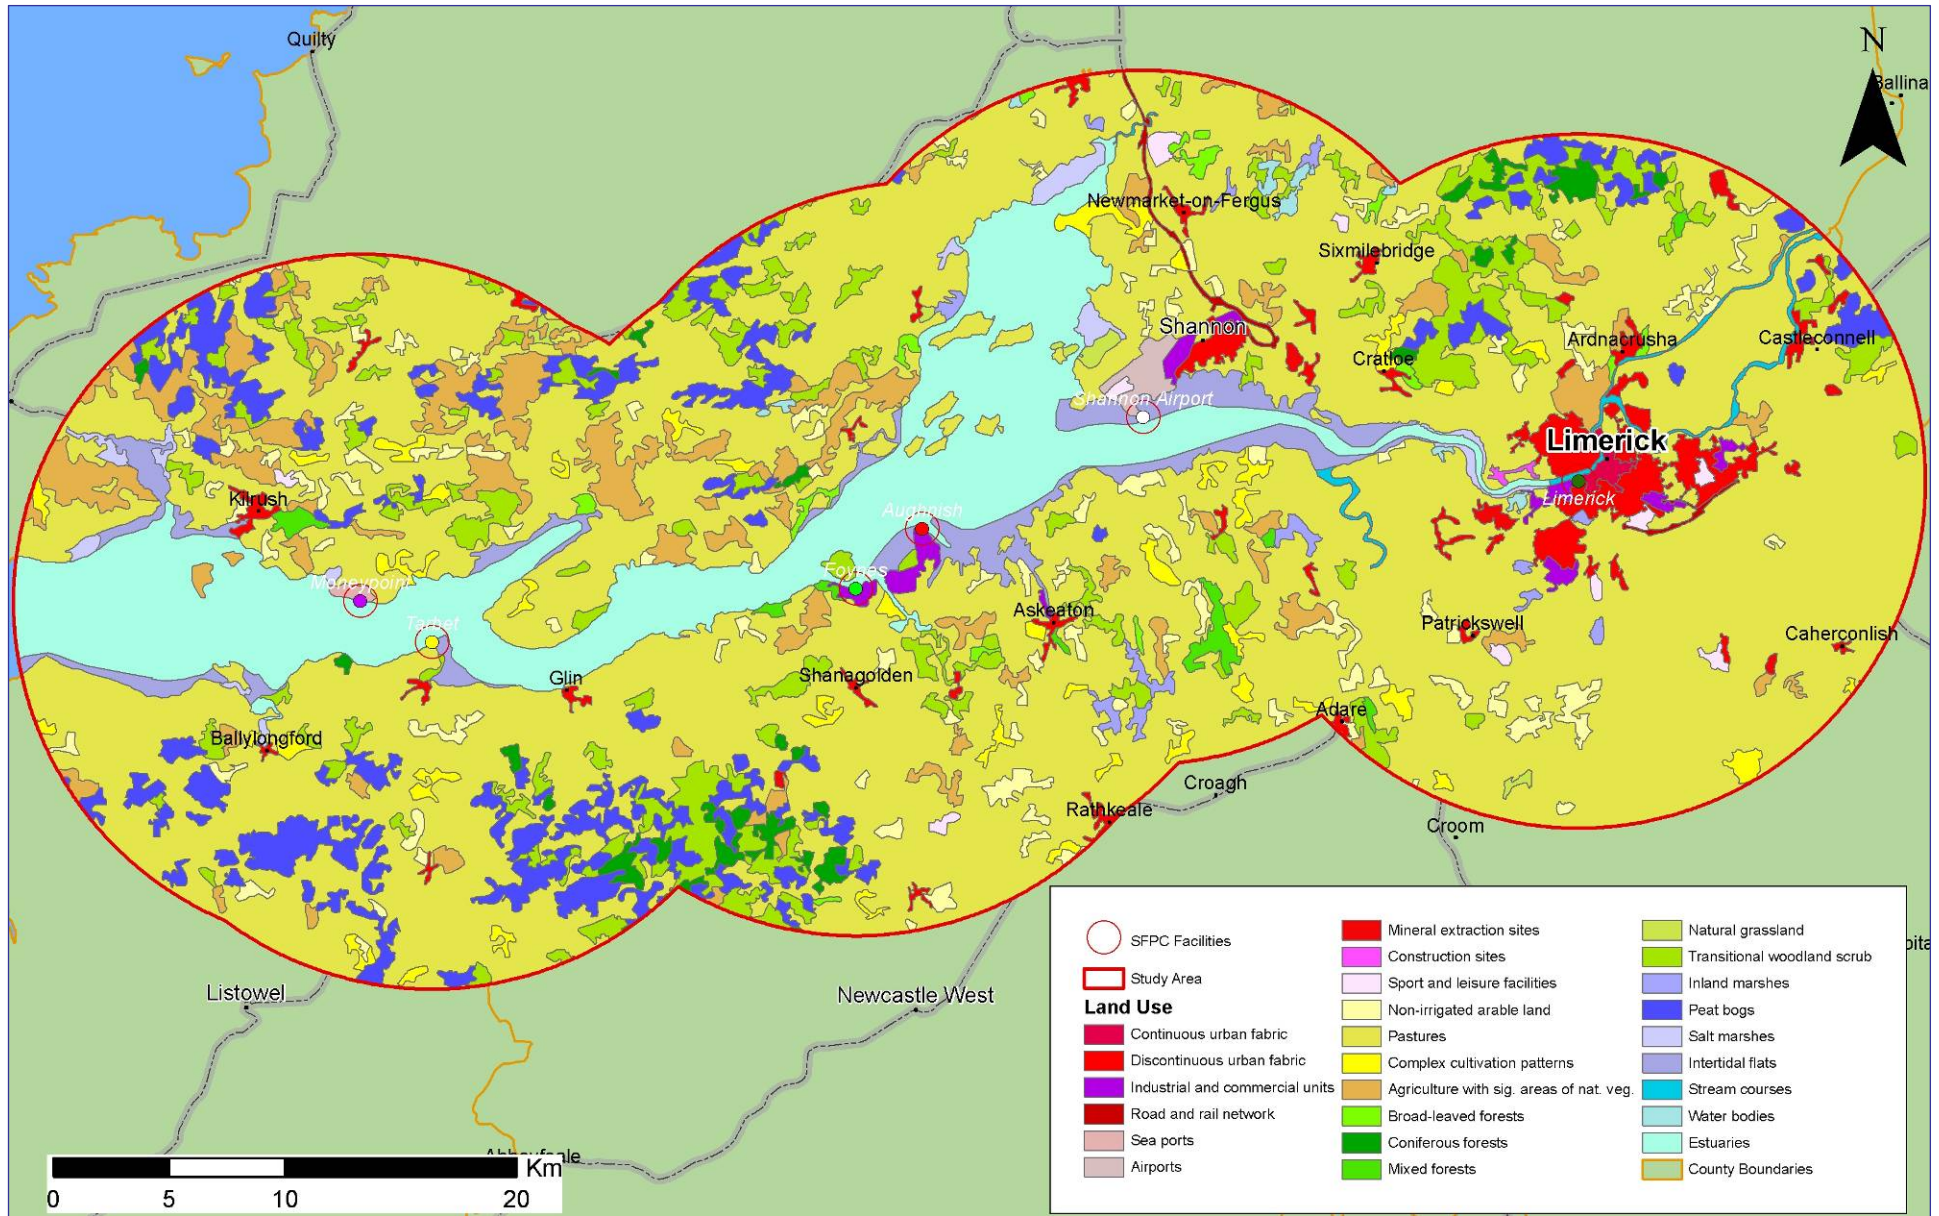 Quilty
N
Ballina
Newmarket-on-Fergus
Sixmilebridge
Shannon
Ardnacrusha
Castleconnell
Cratloe
Shannon Airport
Limerick
Kilrush
Limerick
Aughnish
Foynes
Moneypoint
Askeaton
Tarbet
Patrickswell
Caherconlish
Glin
Shanagolden
Adare
Ballylongford
Croagh
Rathkeale
Croom
Listowel
Newcastle West
SFPC Facilities
Study Area
Land Use
Continuous urban fabric
Discontinuous urban fabric
Industrial and commercial units
Road and rail network
Sea ports
Airports
Mineral extraction sites
Construction sites
Sport and leisure facilities
Non-irrigated arable land
Pastures
Complex cultivation patterns
Agriculture with sig. areas of nat. veg.
Broad-leaved forests
Coniferous forests
Mixed forests
Natural grassland
Transitional woodland scrub
Inland marshes
Peat bogs
Salt marshes
Intertidal flats
Stream courses
Water bodies
Estuaries
County Boundaries
Km
0 5 10 20